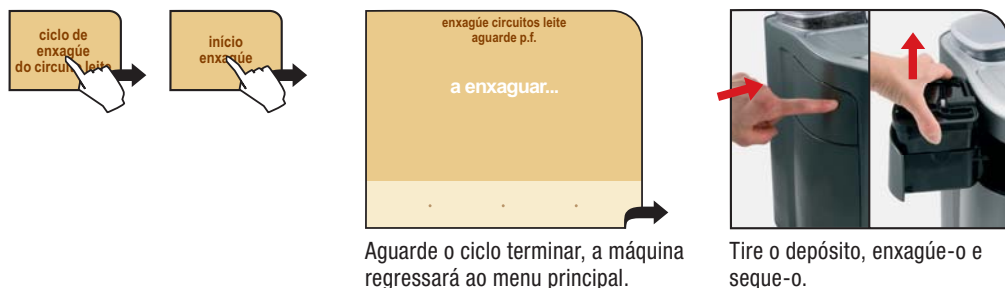 ciclo de
enxagúe
do circuito leite
início
enxagúe
enxagúe circuitos leite
aguarde p.f.
a enxaguar...
Aguarde o ciclo terminar, a máquina
regressará ao menu principal.
Tire o depósito, enxagúe-o e
seque-o.